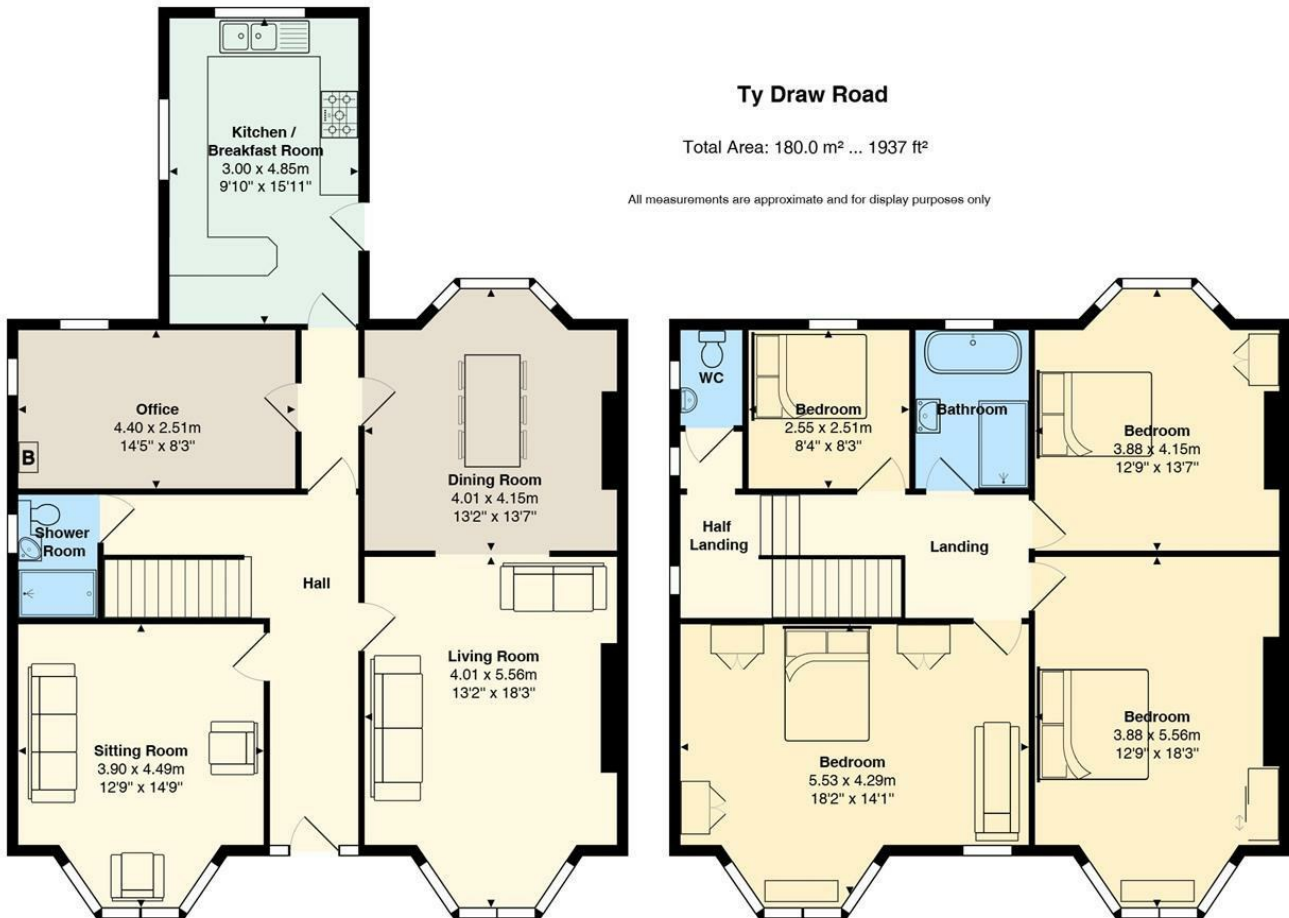 Ty Draw Road
Total Area: 180.0 m² ... 1937 ft²
All measurements are approximate and for display purposes only
Kitchen /
Breakfast Room
3.00 x 4.85m
9'10" x 15'11"
Office
4.40 x 2.51m
14'5" x 8'3"
B
Dining Room
4.01 x 4.15m
13'2" x 13'7"
Shower
Room
Hall
Living Room
4.01 x 5.56m
13'2" x 18'3"
Sitting Room
3.90 x 4.49m
12'9" x 14'9"
WC
Bedroom
2.55 x 2.51m
8'4" x 8'3"
Bathroom
Bedroom
3.88 x 4.15m
12'9" x 13'7"
Half
Landing
Landing
Bedroom
5.53 x 4.29m
18'2" x 14'1"
Bedroom
3.88 x 5.56m
12'9" x 18'3"